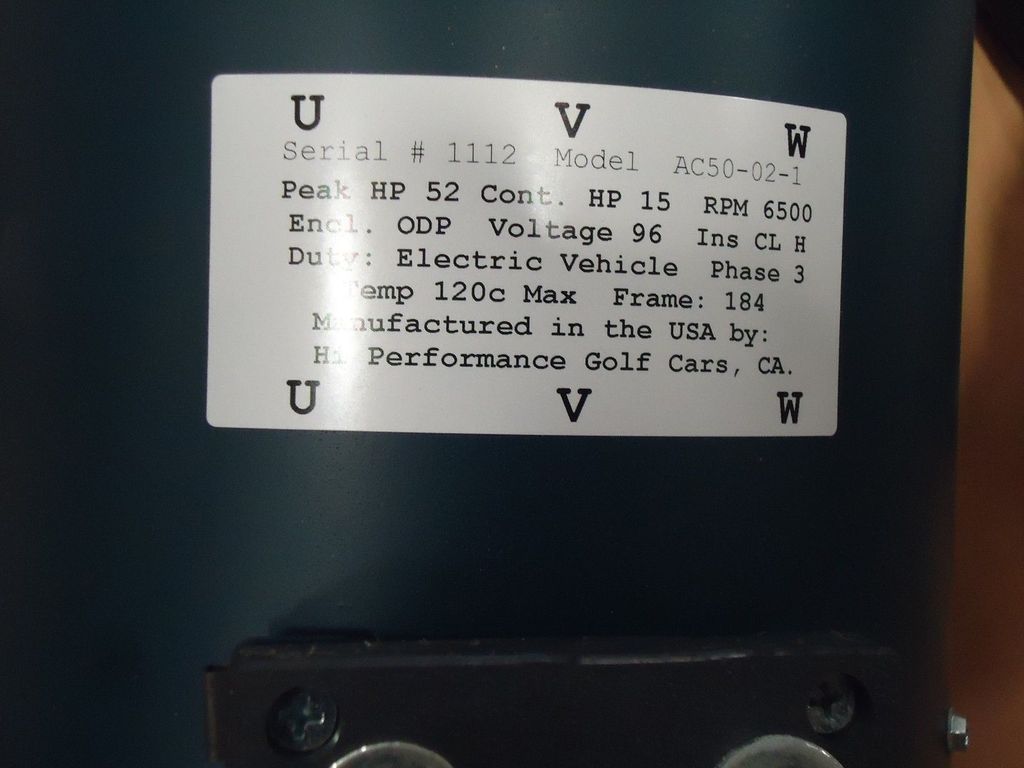 U V W
Serial # 1112 Model AC50-02-1
Peak HP 52 Cont. HP 15 RPM 6500
Encl. ODP Voltage 96 Ins CL H
Duty: Electric Vehicle Phase 3
Temp 120c Max Frame: 184
Manufactured in the USA by:
Hi Performance Golf Cars, CA.
U V W